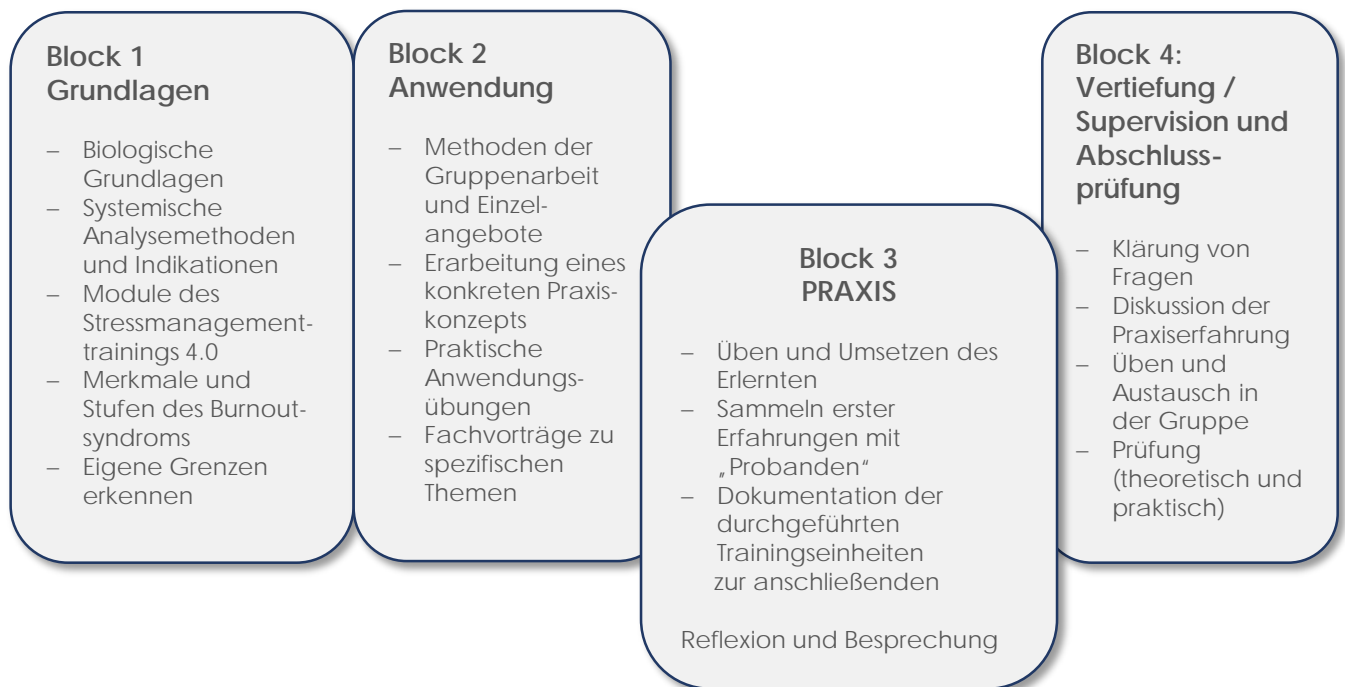 Block 1
Grundlagen
– Biologische
Grundlagen
– Systemische
Analysemethoden
und Indikationen
– Module des
Stressmanagement-
trainings 4.0
– Merkmale und
Stufen des Burnout-
syndroms
– Eigene Grenzen
erkennen
Block 2
Anwendung
– Methoden der
Gruppenarbeit
und Einzel-
angebote
– Erarbeitung eines
konkreten Praxis-
konzepts
– Praktische
Anwendungs-
übungen
– Fachvorträge zu
spezifischen
Themen
Block 3
PRAXIS
– Üben und Umsetzen des
Erlernten
– Sammeln erster
Erfahrungen mit
„Probanden“
– Dokumentation der
durchgeführten
Trainingseinheiten
zur anschließenden
Reflexion und Besprechung
Block 4:
Vertiefung /
Supervision und
Abschluss-
prüfung
– Klärung von
Fragen
– Diskussion der
Praxiserfahrung
– Üben und
Austausch in
der Gruppe
– Prüfung
(theoretisch und
praktisch)